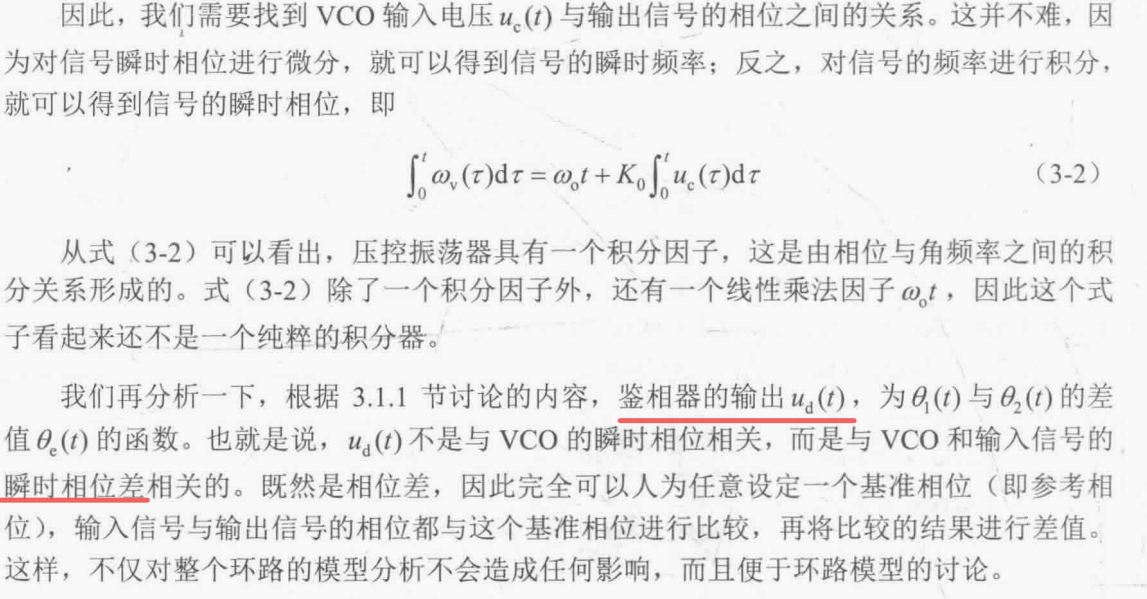 因此，我们需要找到 VCO 输入电压 u_c(t) 与输出信号的相位之间的关系。这并不难，因
为对信号瞬时相位进行微分，就可以得到信号的瞬时频率；反之，对信号的频率进行积分，
就可以得到信号的瞬时相位，即
∫₀ᵗ ω_v(τ)dτ = ω_o t + K₀ ∫₀ᵗ u_c(τ)dτ （3-2）
从式（3-2）可以看出，压控振荡器具有一个积分因子，这是由相位与角频率之间的积
分关系形成的。式（3-2）除了一个积分因子外，还有一个线性乘法因子 ω_o t，因此这个式
子看起来还不是一个纯粹的积分器。
我们再分析一下，根据 3.1.1 节讨论的内容，鉴相器的输出 u_d(t)，为 θ₁(t) 与 θ₂(t) 的差
值 θ_e(t) 的函数。也就是说，u_d(t) 不是与 VCO 的瞬时相位相关，而是与 VCO 和输入信号的
瞬时相位差相关的。既然是相位差，因此完全可以人为任意设定一个基准相位（即参考相
位），输入信号与输出信号的相位都与这个基准相位进行比较，再将比较的结果进行差值。
这样，不仅对整个环路的模型分析不会造成任何影响，而且便于环路模型的讨论。